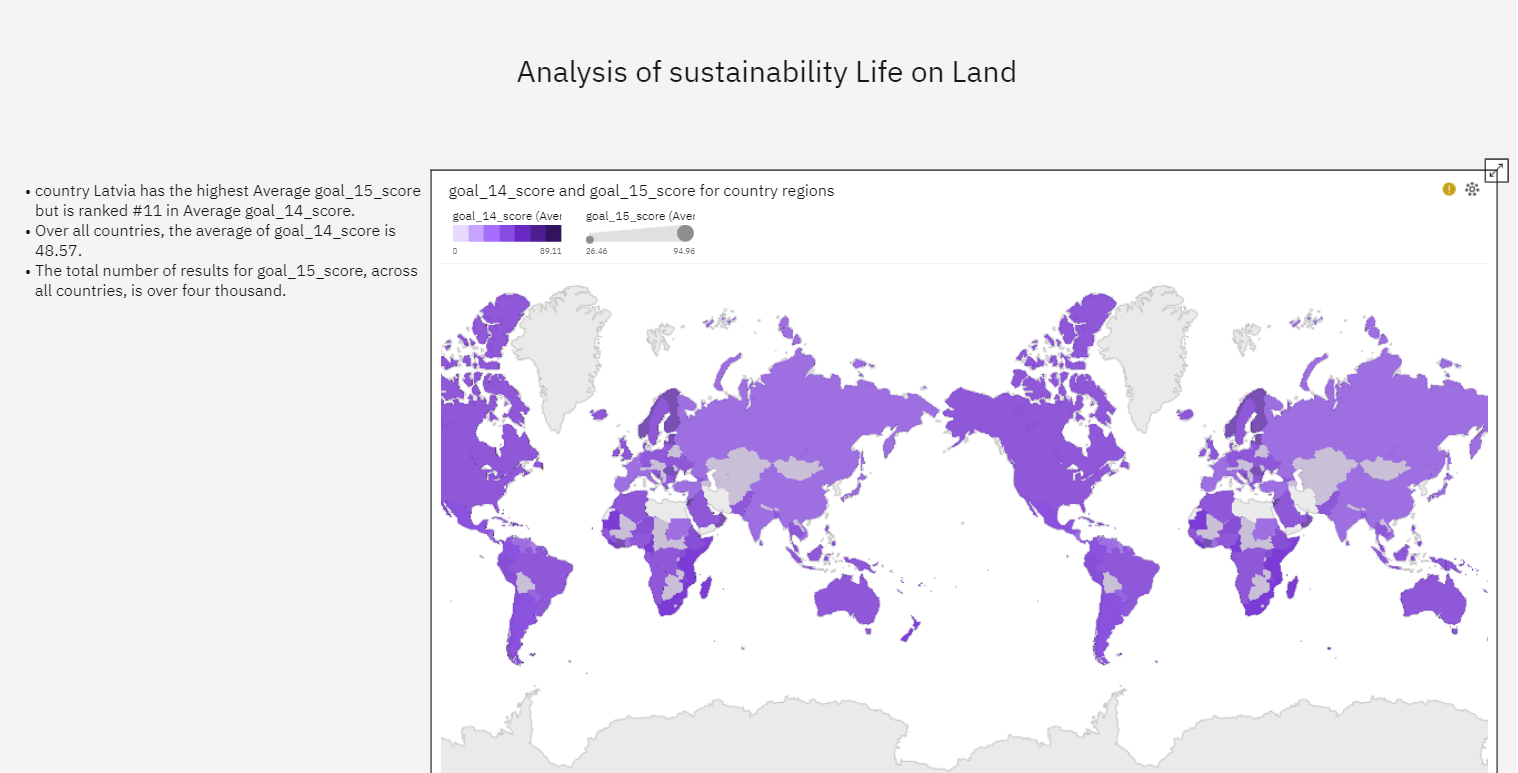 Analysis of sustainability Life on Land
• country Latvia has the highest Average goal_15_score
but is ranked #11 in Average goal_14_score.
• Over all countries, the average of goal_14_score is
48.57.
• The total number of results for goal_15_score, across
all countries, is over four thousand.
goal_14_score and goal_15_score for country regions
goal_14_score (Aver
goal_15_score (Aver
0
89.11
26.46
94.96